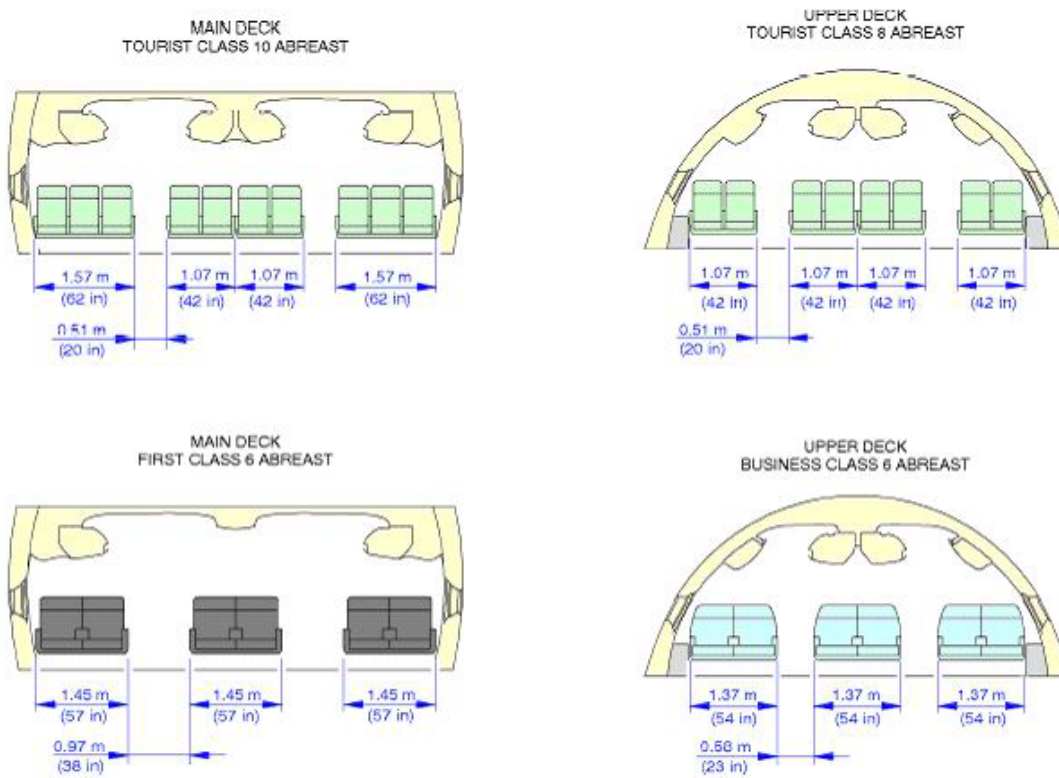 MAIN DECK
TOURIST CLASS 10 ABREAST
1.57 m 1.07 m 1.07 m 1.57 m
(62 in) (42 in) (42 in) (62 in)
0.51 m
(20 in)
UPPER DECK
TOURIST CLASS 8 ABREAST
1.07 m 1.07 m 1.07 m 1.07 m
(42 in) (42 in) (42 in) (42 in)
0.51 m
(20 in)
MAIN DECK
FIRST CLASS 6 ABREAST
1.45 m 1.45 m 1.45 m
(57 in) (57 in) (57 in)
0.97 m
(38 in)
UPPER DECK
BUSINESS CLASS 6 ABREAST
1.37 m 1.37 m 1.37 m
(54 in) (54 in) (54 in)
0.58 m
(23 in)